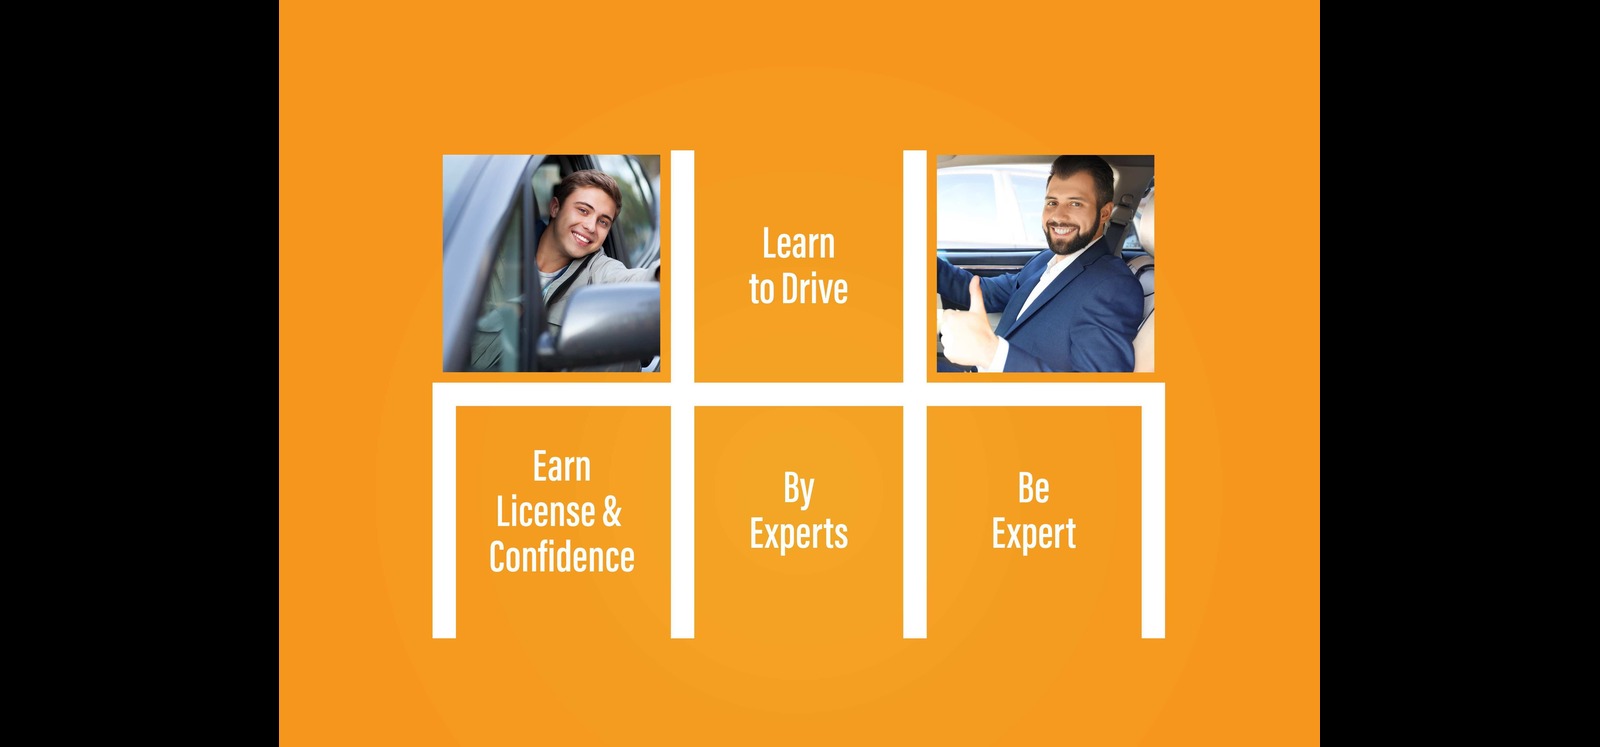 Learn
to Drive
Earn
License &
Confidence
By
Experts
Be
Expert